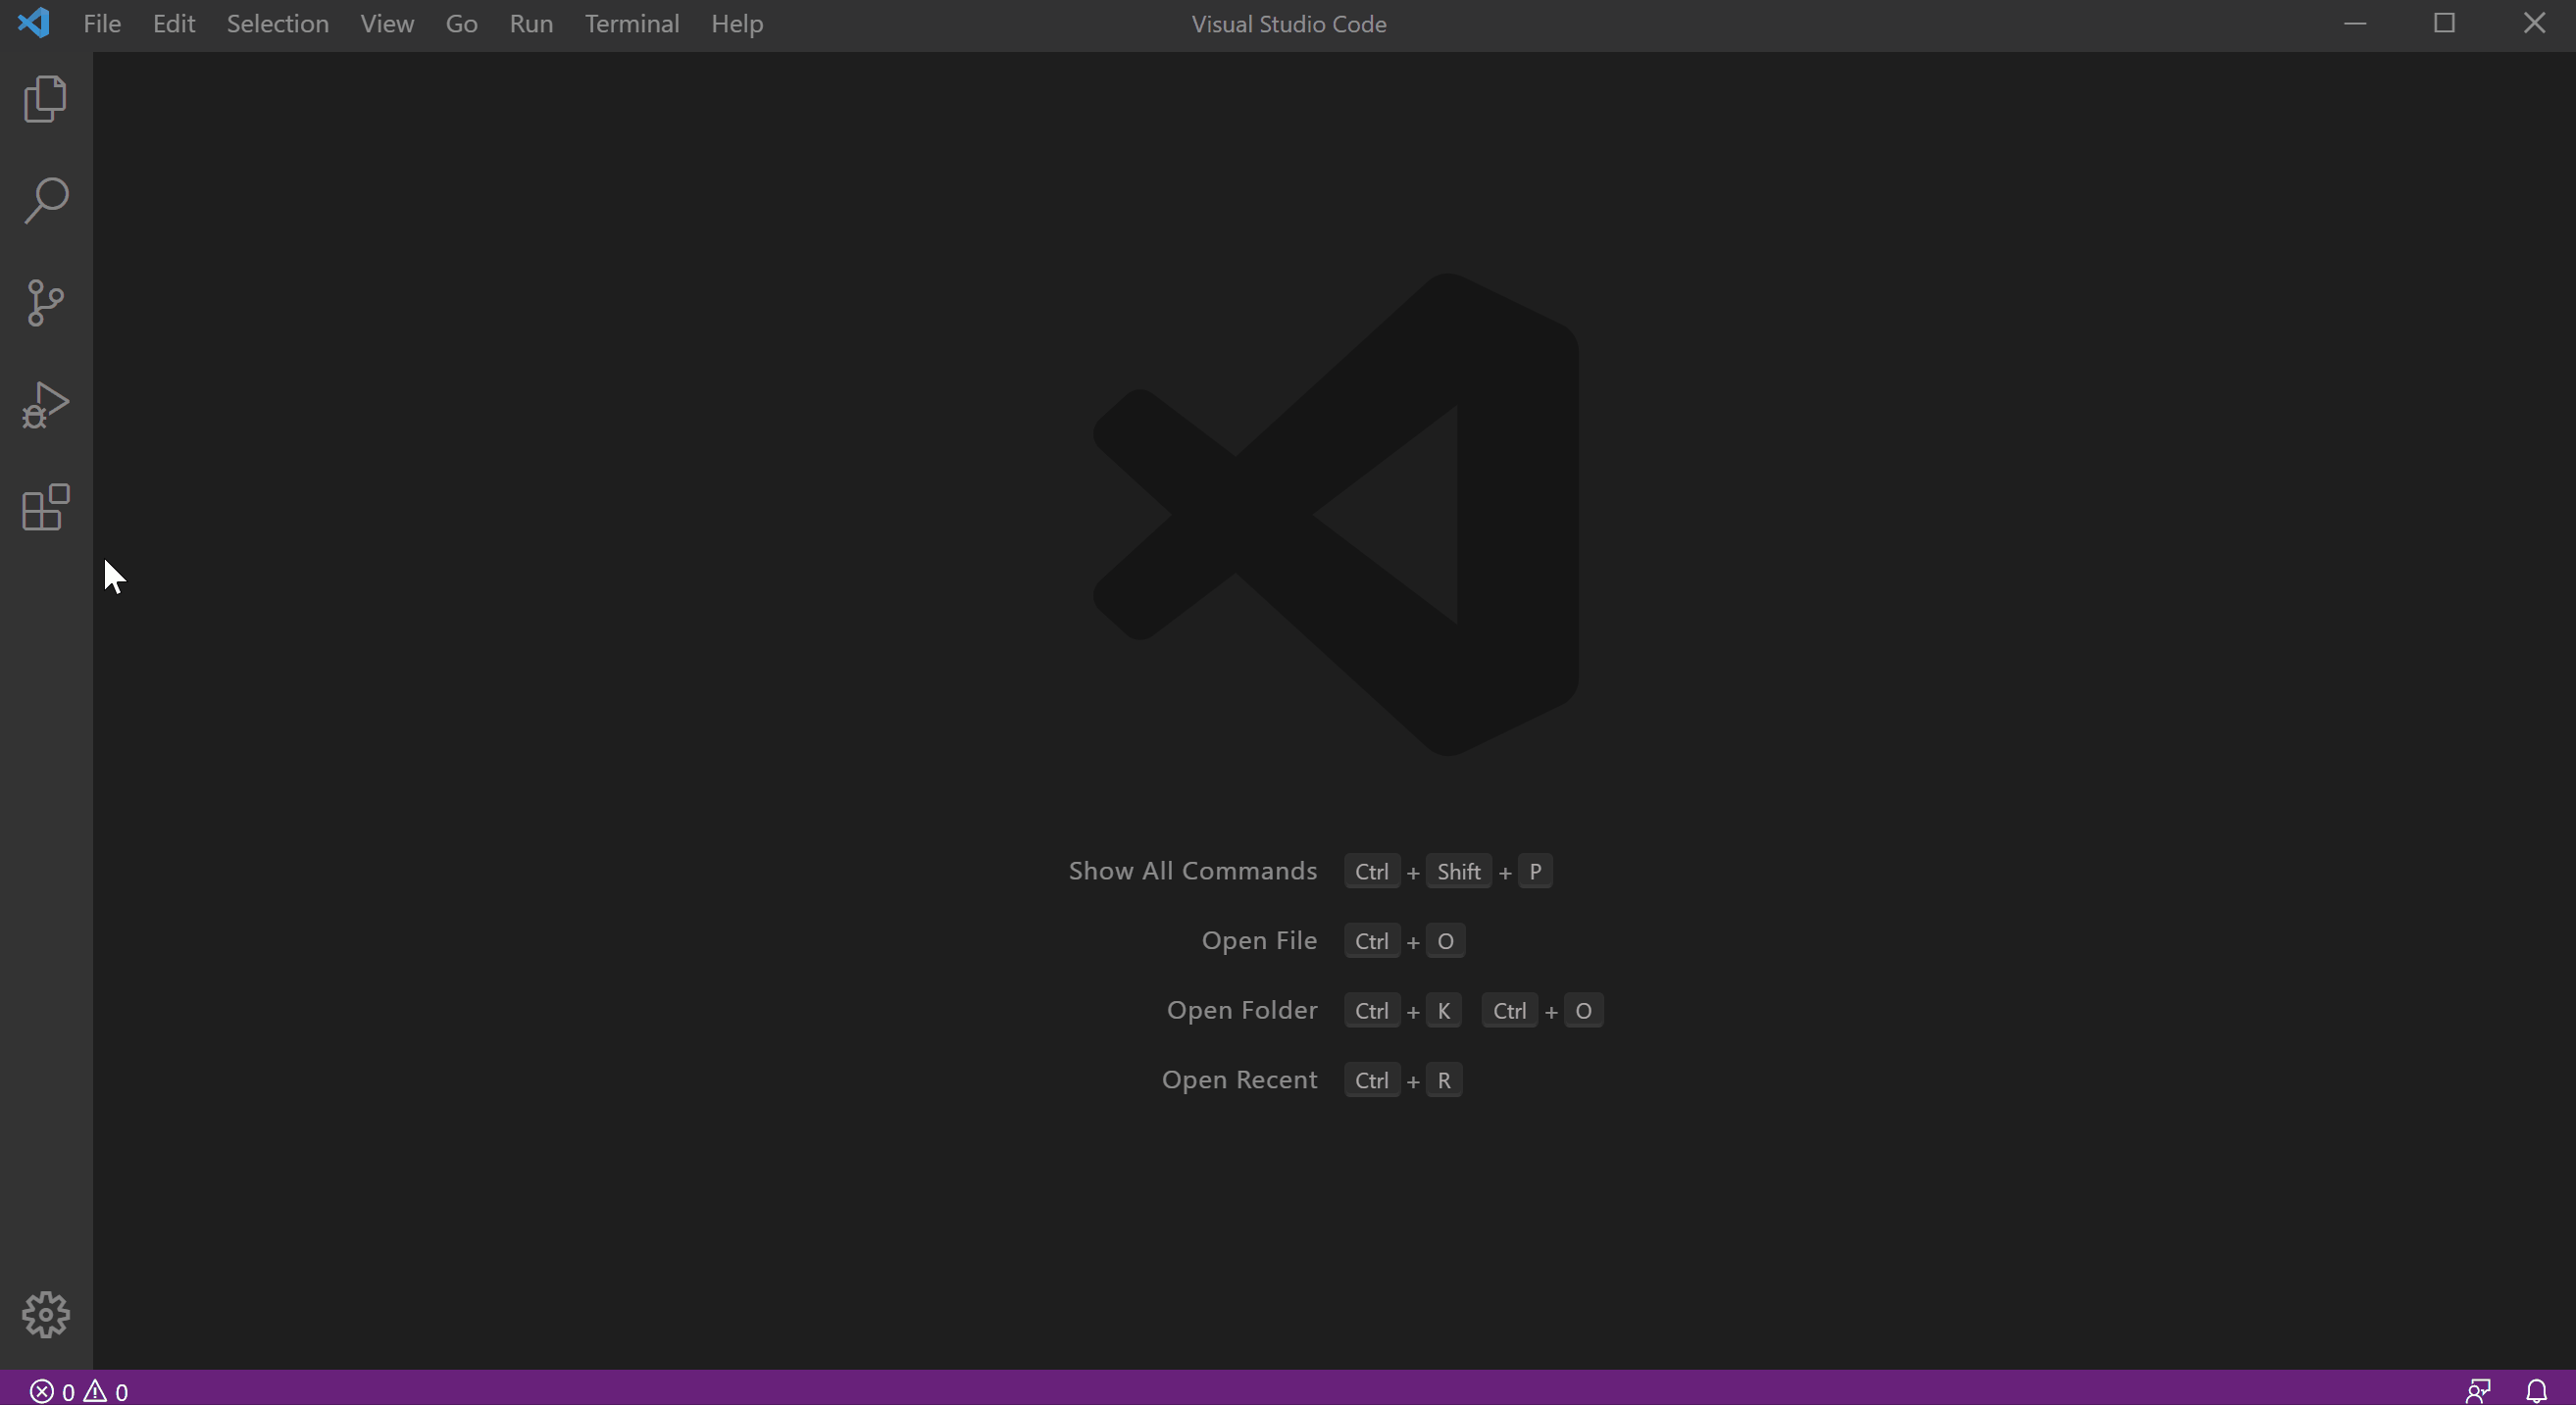 File Edit Selection View Go Run Terminal Help Visual Studio Code
Show All Commands Ctrl + Shift + P
Open File Ctrl + O
Open Folder Ctrl + K Ctrl + O
Open Recent Ctrl + R
0 0